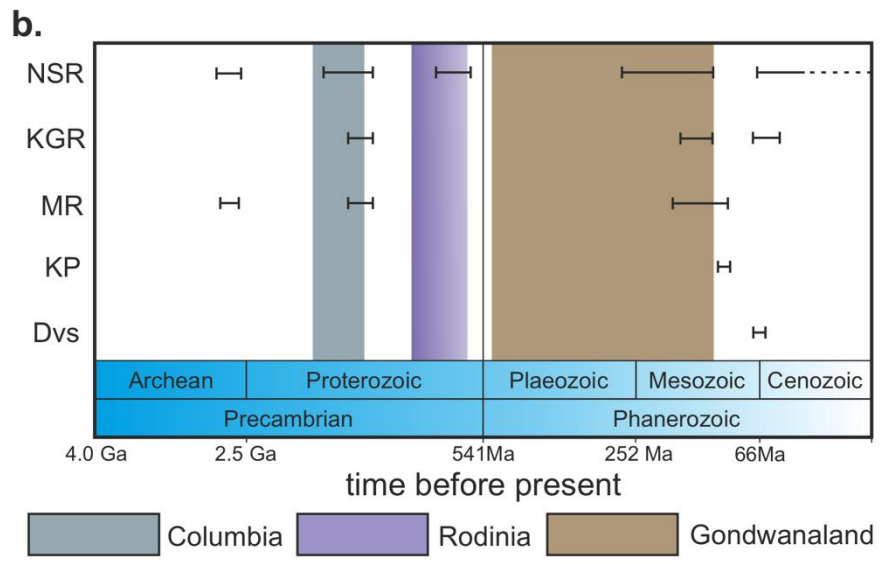 b.
NSR
KGR
MR
KP
Dvs
Archean Proterozoic Plaeozoic Mesozoic Cenozoic
Precambrian Phanerozoic
4.0 Ga 2.5 Ga 541Ma 252 Ma 66Ma
time before present
Columbia Rodinia Gondwanaland